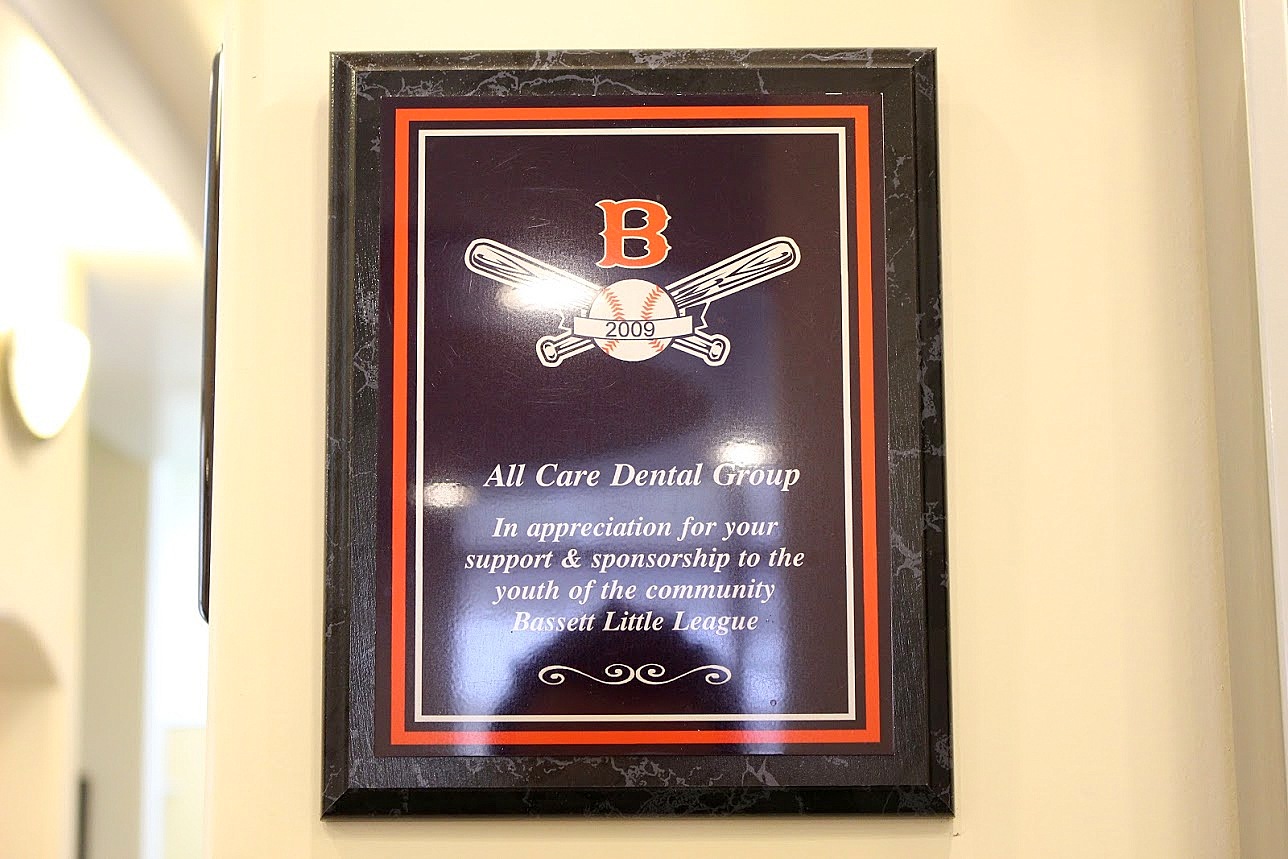 B
2009
All Care Dental Group
In appreciation for your
support & sponsorship to the
youth of the community
Bassett Little League